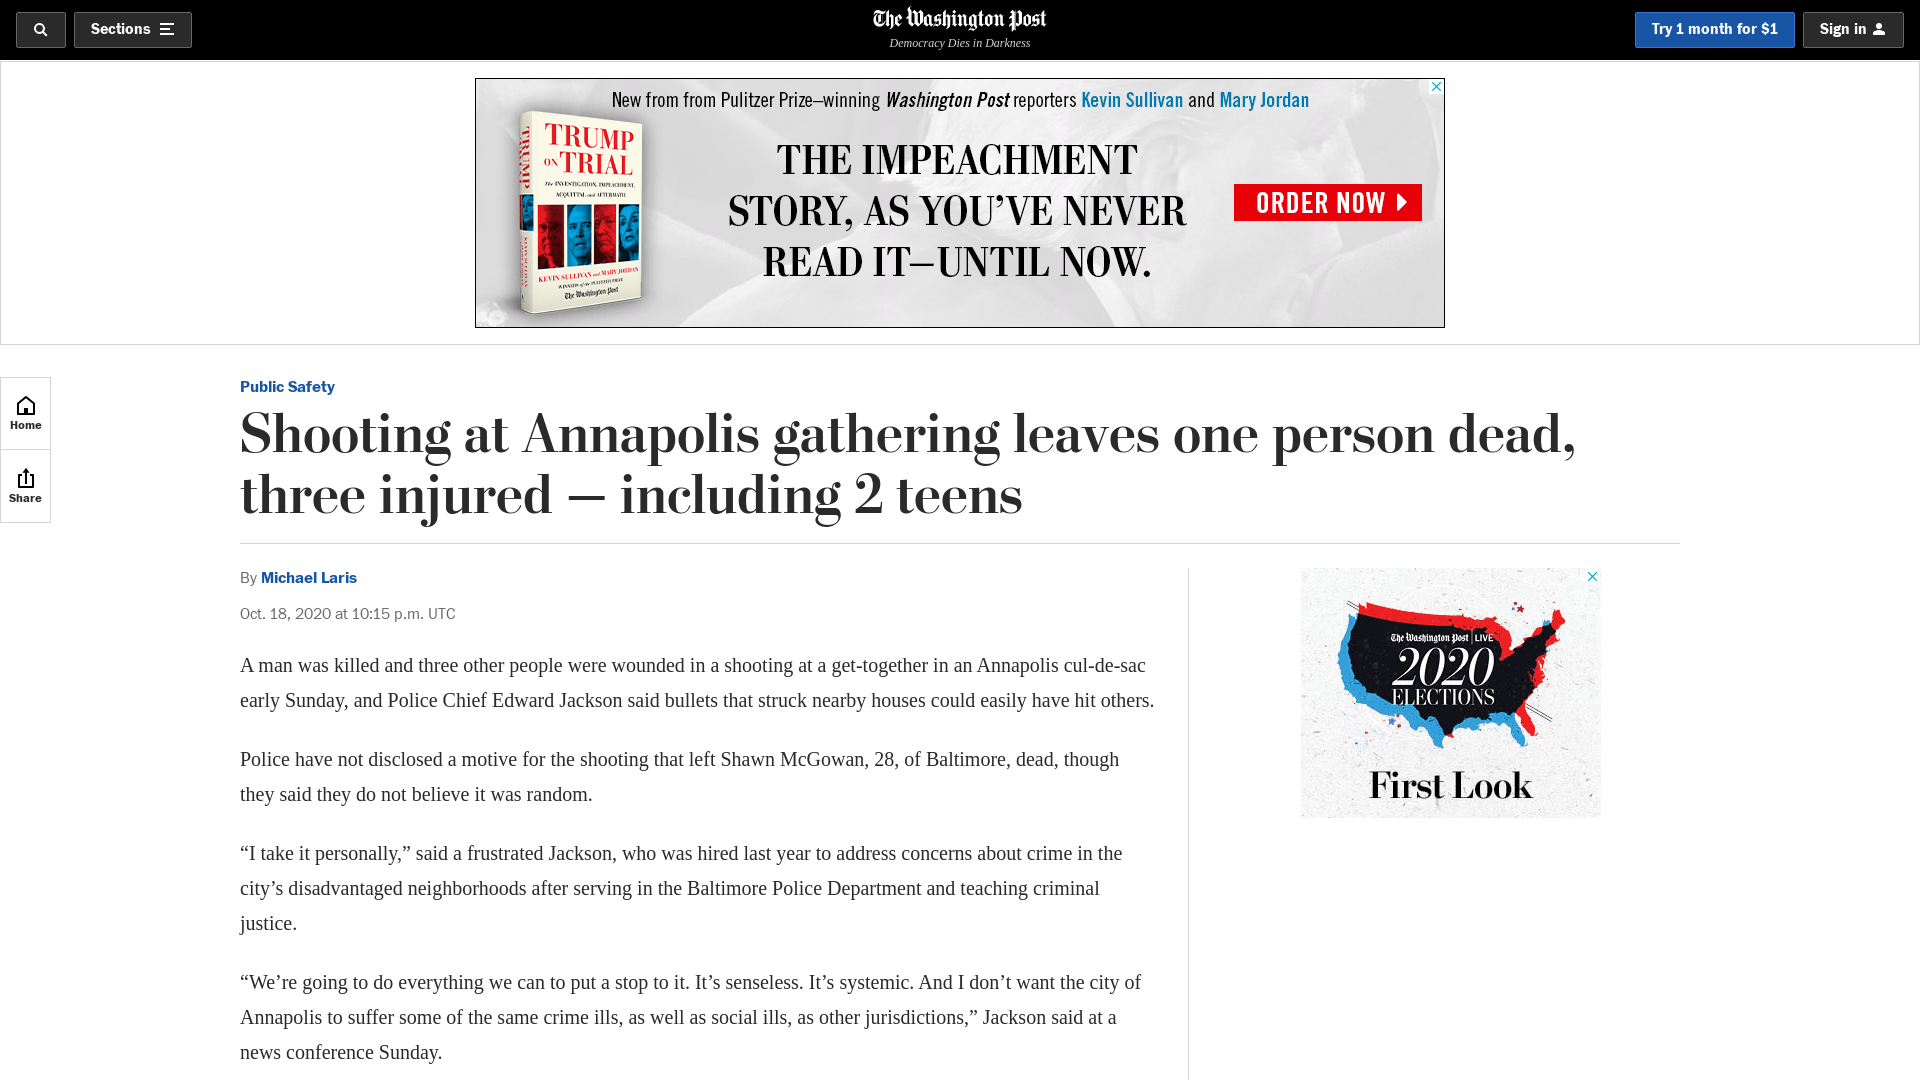 Sections
The Washington Post
Democracy Dies in Darkness
Try 1 month for $1
Sign in
New from from Pulitzer Prize–winning Washington Post reporters Kevin Sullivan and Mary Jordan
TRUMP
TRUMP
ON TRIAL
The INVESTIGATION, IMPEACHMENT,
ACQUITTAL and AFTERMATH
KEVIN SULLIVAN and MARY JORDAN
WINNERS of the PULITZER PRIZE
The Washington Post
THE IMPEACHMENT
STORY, AS YOU’VE NEVER
READ IT—UNTIL NOW.
ORDER NOW
Home
Share
Public Safety
Shooting at Annapolis gathering leaves one person dead,
three injured — including 2 teens
By Michael Laris
Oct. 18, 2020 at 10:15 p.m. UTC
A man was killed and three other people were wounded in a shooting at a get-together in an Annapolis cul-de-sac
early Sunday, and Police Chief Edward Jackson said bullets that struck nearby houses could easily have hit others.
Police have not disclosed a motive for the shooting that left Shawn McGowan, 28, of Baltimore, dead, though
they said they do not believe it was random.
“I take it personally,” said a frustrated Jackson, who was hired last year to address concerns about crime in the
city’s disadvantaged neighborhoods after serving in the Baltimore Police Department and teaching criminal
justice.
“We’re going to do everything we can to put a stop to it. It’s senseless. It’s systemic. And I don’t want the city of
Annapolis to suffer some of the same crime ills, as well as social ills, as other jurisdictions,” Jackson said at a
news conference Sunday.
The Washington Post LIVE
2020
ELECTIONS
First Look